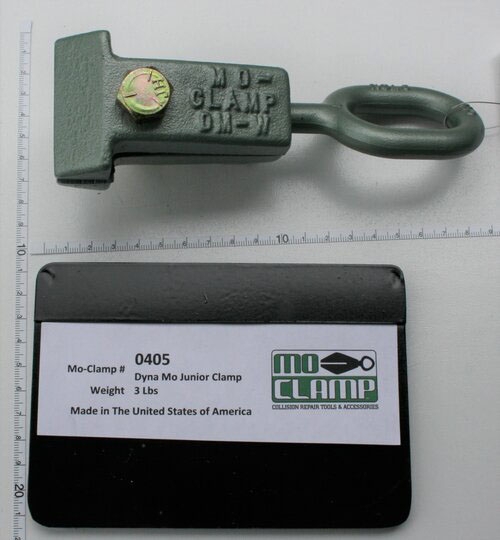 MO-
CLAMP
DM-W
10
10
20
0405
Mo-Clamp # Dyna Mo Junior Clamp
Weight 3 Lbs
Made in The United States of America
MO
CLAMP
COLLISION REPAIR TOOLS & ACCESSORIES